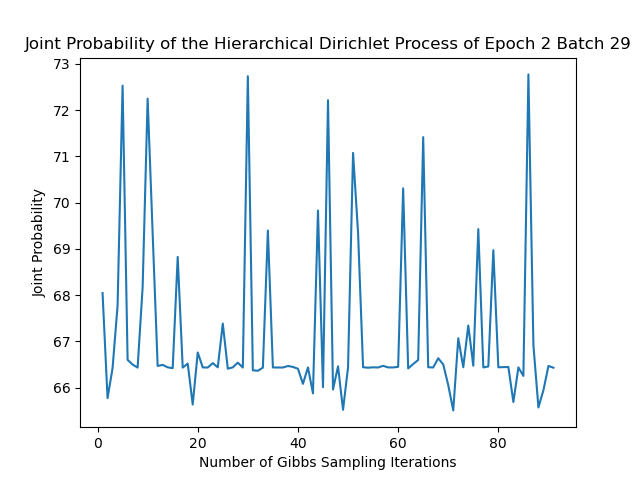 Joint Probability of the Hierarchical Dirichlet Process of Epoch 2 Batch 29
73
72
71
70
69
68
67
66
Joint Probability
0 20 40 60 80
Number of Gibbs Sampling Iterations